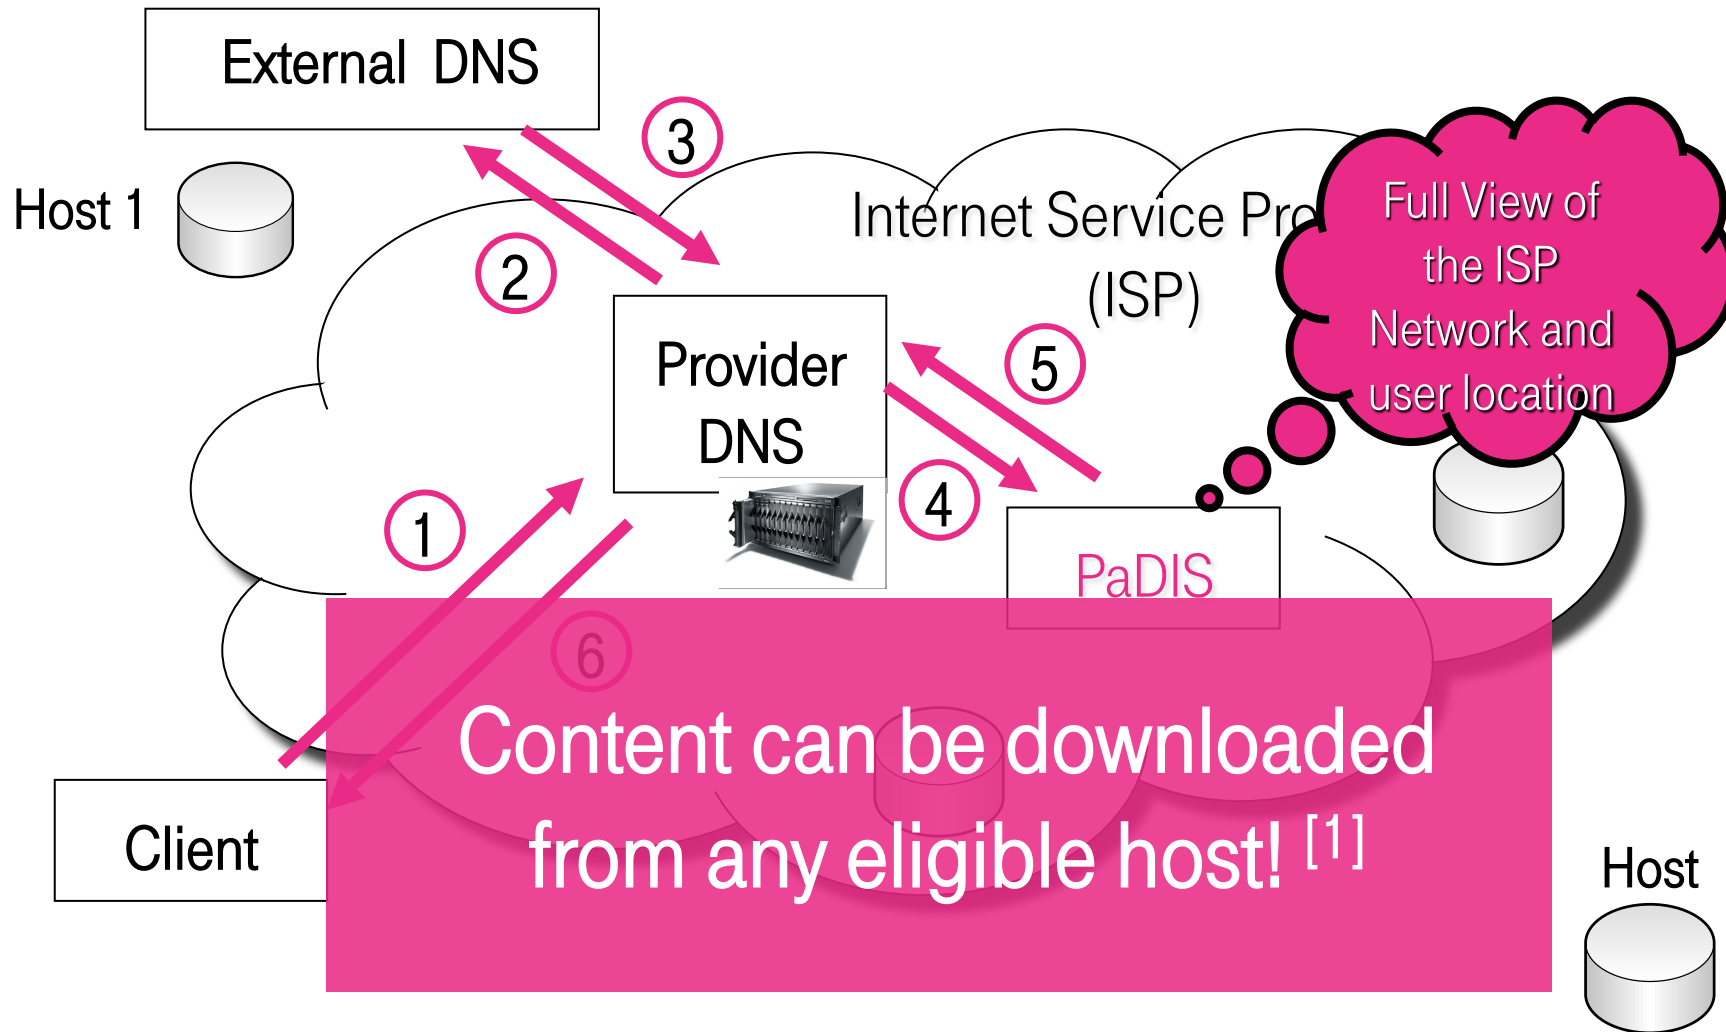 External DNS
3
Host 1
2
Internet Service Pro
(ISP)
Full View of
the ISP
Network and
user location
Provider
DNS
5
4
1
PaDIS
6
Content can be downloaded
from any eligible host! [1]
Client
Host